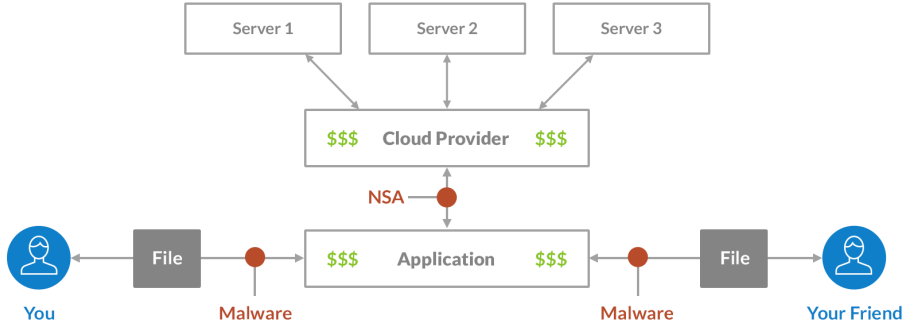 Server 1 Server 2 Server 3
$$$ Cloud Provider $$$
NSA
File $$$ Application $$$ File
You Malware Malware Your Friend